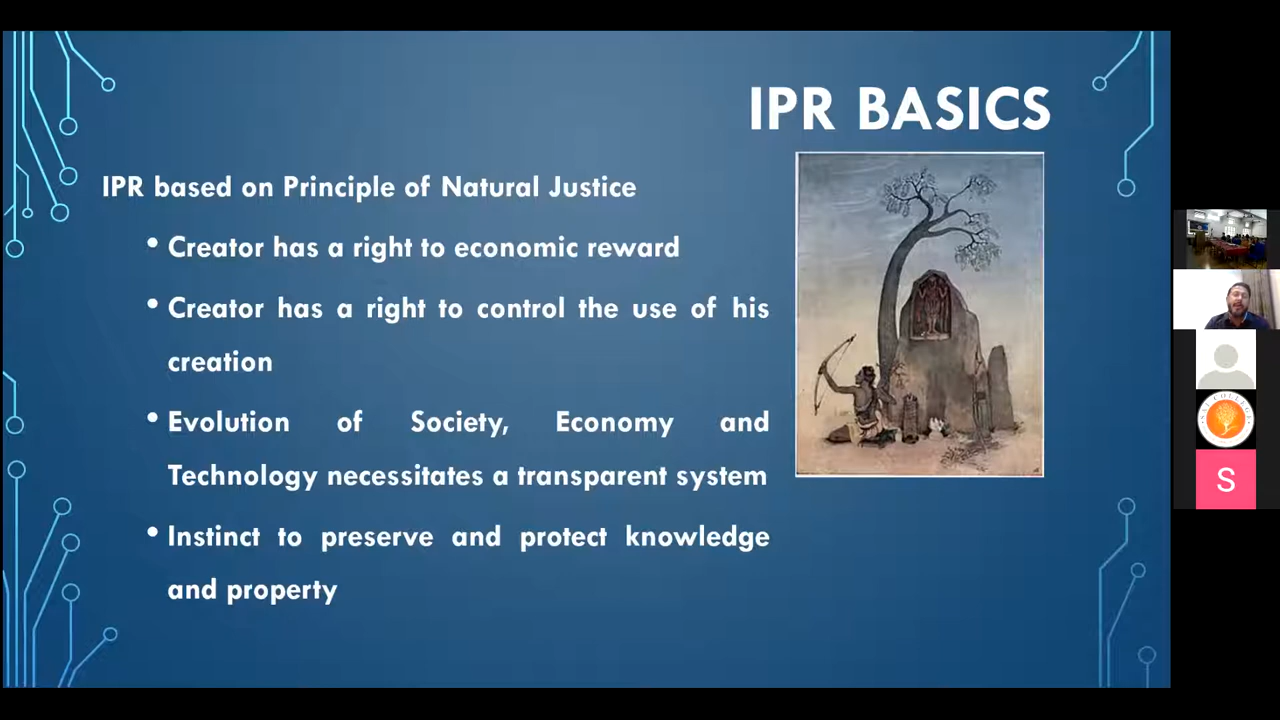 IPR BASICS
IPR based on Principle of Natural Justice
• Creator has a right to economic reward
• Creator has a right to control the use of his
creation
• Evolution of Society, Economy and
Technology necessitates a transparent system
• Instinct to preserve and protect knowledge
and property
S